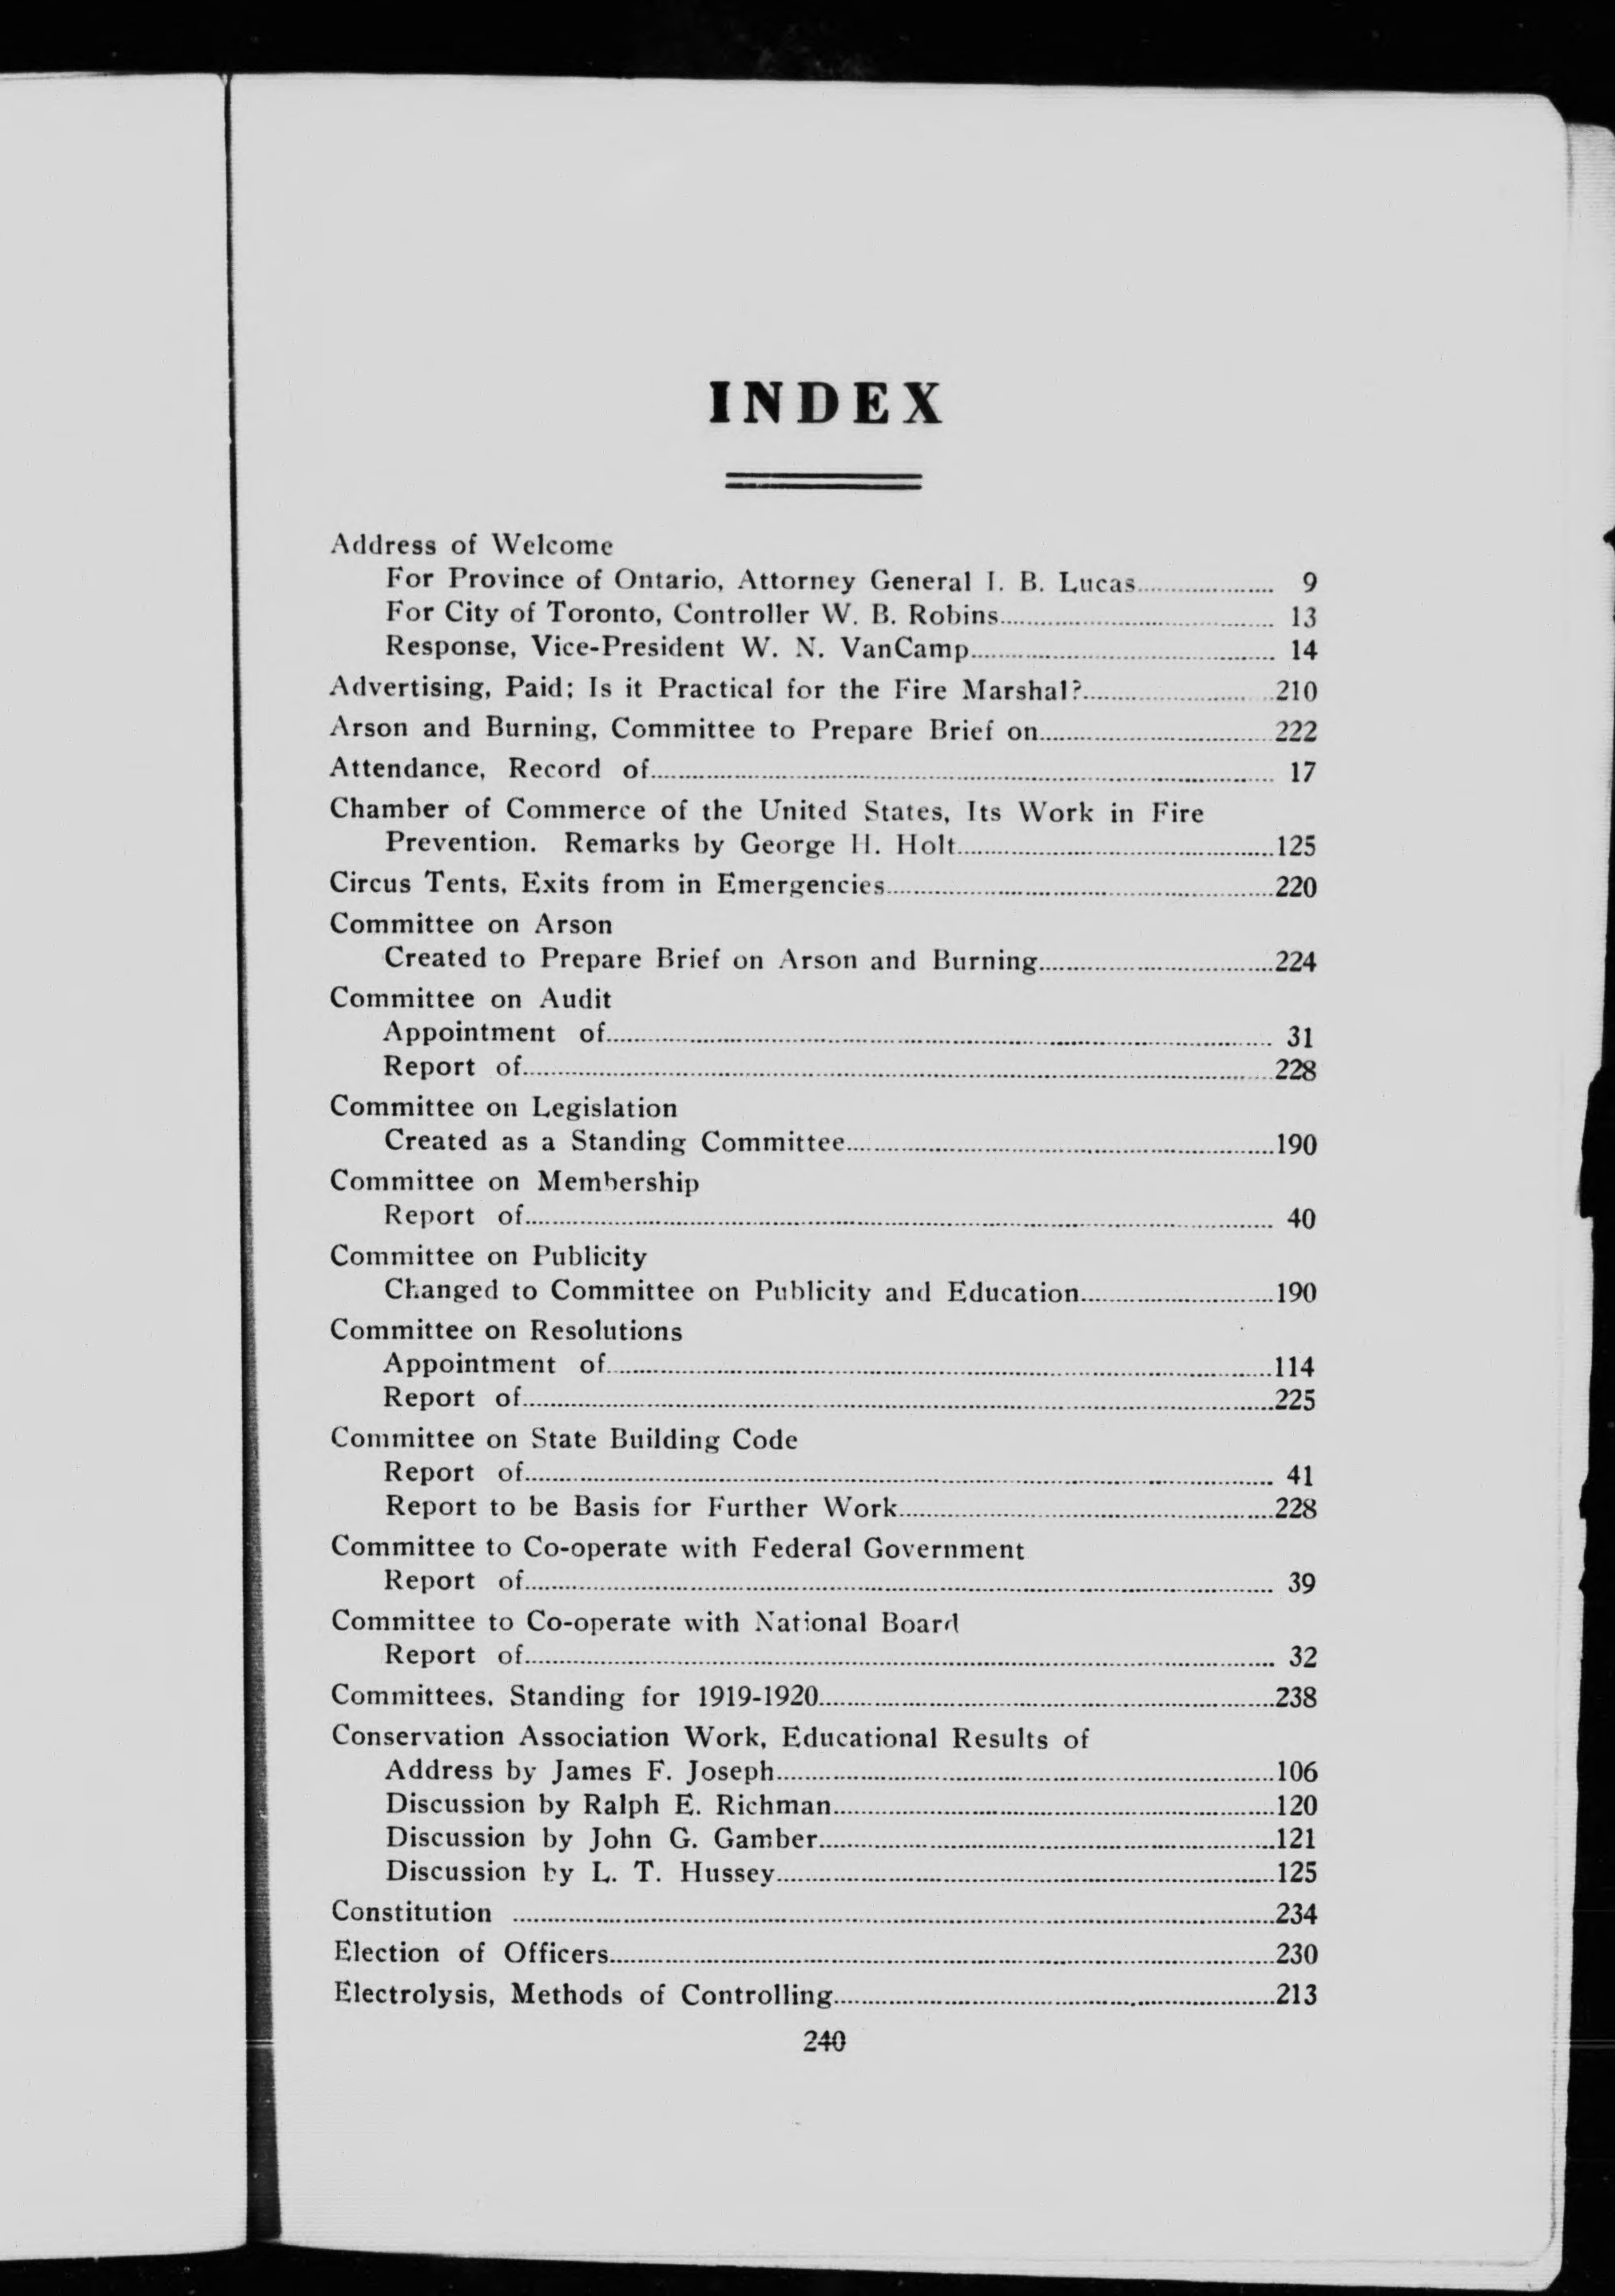 INDEX
Address of Welcome
For Province of Ontario, Attorney General I. B. Lucas.................... 9
For City of Toronto, Controller W. B. Robins........................................ 13
Response, Vice-President W. N. VanCamp............................................ 14
Advertising, Paid; Is it Practical for the Fire Marshal?............................210
Arson and Burning, Committee to Prepare Brief on..................................222
Attendance, Record of.......................................................................................... 17
Chamber of Commerce of the United States, Its Work in Fire
Prevention. Remarks by George H. Holt..............................................125
Circus Tents, Exits from in Emergencies........................................................220
Committee on Arson
Created to Prepare Brief on Arson and Burning..................................224
Committee on Audit
Appointment of................................................................................................ 31
Report of.............................................................................................................228
Committee on Legislation
Created as a Standing Committee..............................................................190
Committee on Membership
Report of............................................................................................................ 40
Committee on Publicity
Changed to Committee on Publicity and Education............................190
Committee on Resolutions
Appointment of................................................................................................114
Report of.............................................................................................................225
Committee on State Building Code
Report of............................................................................................................ 41
Report to be Basis for Further Work......................................................228
Committee to Co-operate with Federal Government
Report of............................................................................................................ 39
Committee to Co-operate with National Board
Report of............................................................................................................ 32
Committees, Standing for 1919-1920..................................................................238
Conservation Association Work, Educational Results of
Address by James F. Joseph........................................................................106
Discussion by Ralph E. Richman................................................................120
Discussion by John G. Gamber..................................................................121
Discussion by L. T. Hussey........................................................................125
Constitution ..............................................................................................................234
Election of Officers................................................................................................230
Electrolysis, Methods of Controlling................................................................213
240